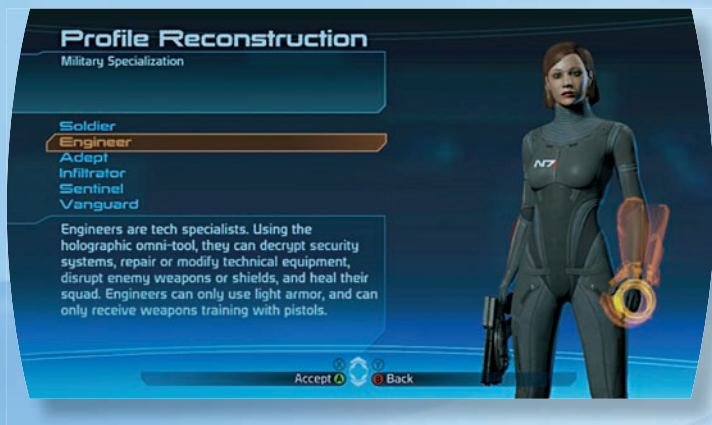 Profile Reconstruction
Military Specialization
Soldier
Engineer
Adept
Infiltrator
Sentinel
Vanguard
Engineers are tech specialists. Using the
holographic omni-tool, they can decrypt security
systems, repair or modify technical equipment,
disrupt enemy weapons or shields, and heal their
squad. Engineers can only use light armor, and can
only receive weapons training with pistols.
N7
X Y
Accept A B Back